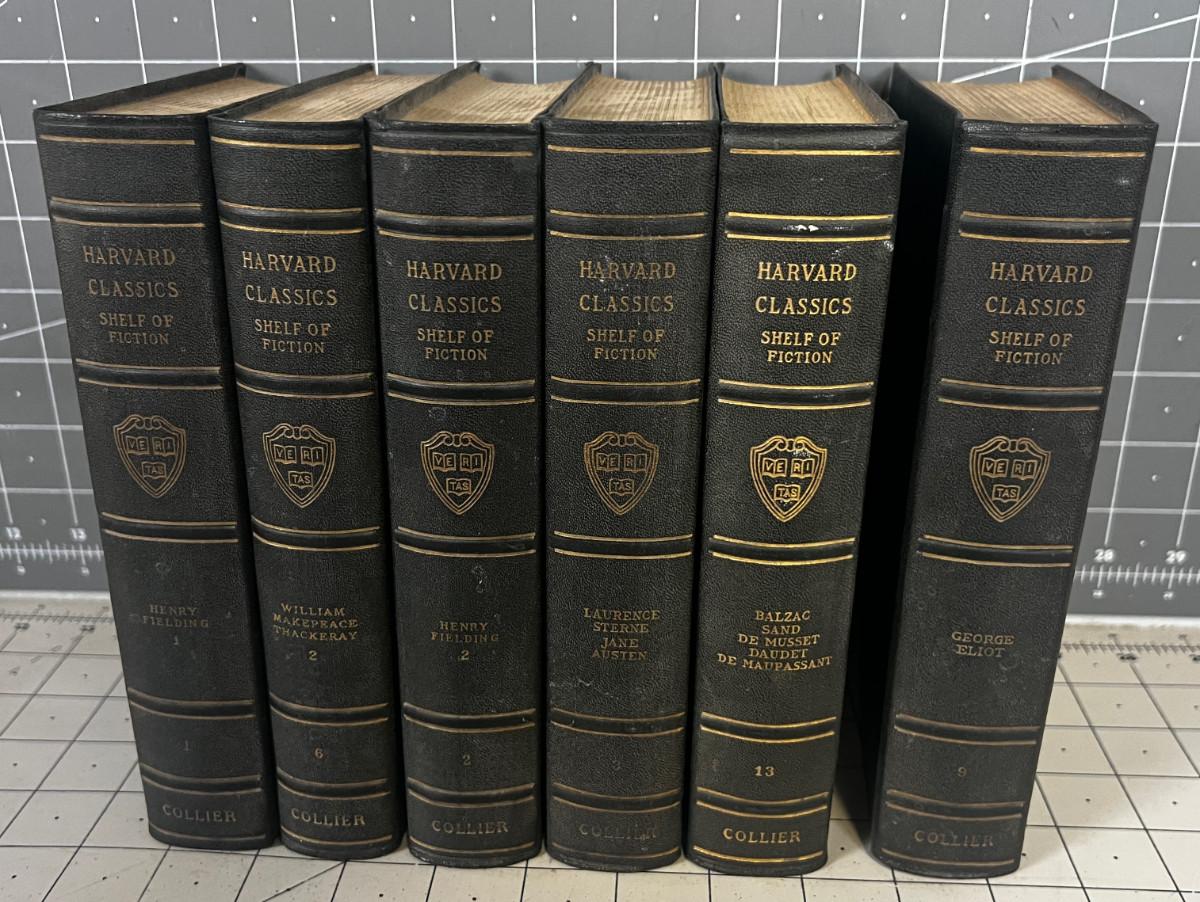 HARVARD
CLASSICS
SHELF OF
FICTION
VE RI
TAS
HENRY
FIELDING
1
1
COLLIER
HARVARD
CLASSICS
SHELF OF
FICTION
VE RI
TAS
WILLIAM
MAKEPEACE
THACKERAY
2
6
COLLIER
HARVARD
CLASSICS
SHELF OF
FICTION
VE RI
TAS
HENRY
FIELDING
2
2
COLLIER
HARVARD
CLASSICS
SHELF OF
FICTION
VE RI
TAS
LAURENCE
STERNE
JANE
AUSTEN
3
COLLIER
HARVARD
CLASSICS
SHELF OF
FICTION
VE RI
TAS
BALZAC
SAND
DE MUSSET
DAUDET
DE MAUPASSANT
13
COLLIER
HARVARD
CLASSICS
SHELF OF
FICTION
VE RI
TAS
GEORGE
ELIOT
9
COLLIER
12 13
28 29